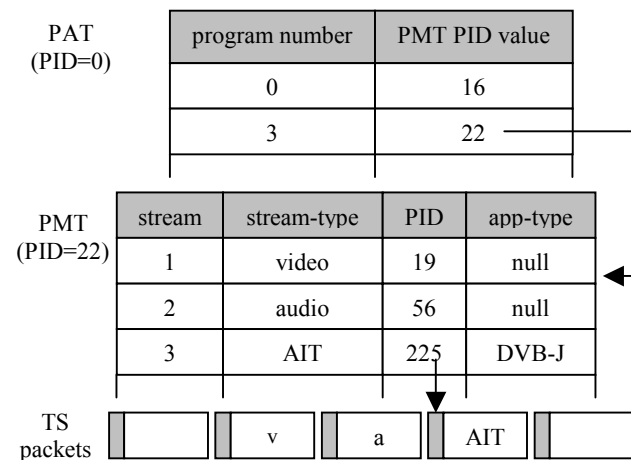 PAT
(PID=0)
program number PMT PID value
0 16
3 22
PMT
(PID=22)
stream stream-type PID app-type
1 video 19 null
2 audio 56 null
3 AIT 225 DVB-J
TS
packets
v a AIT